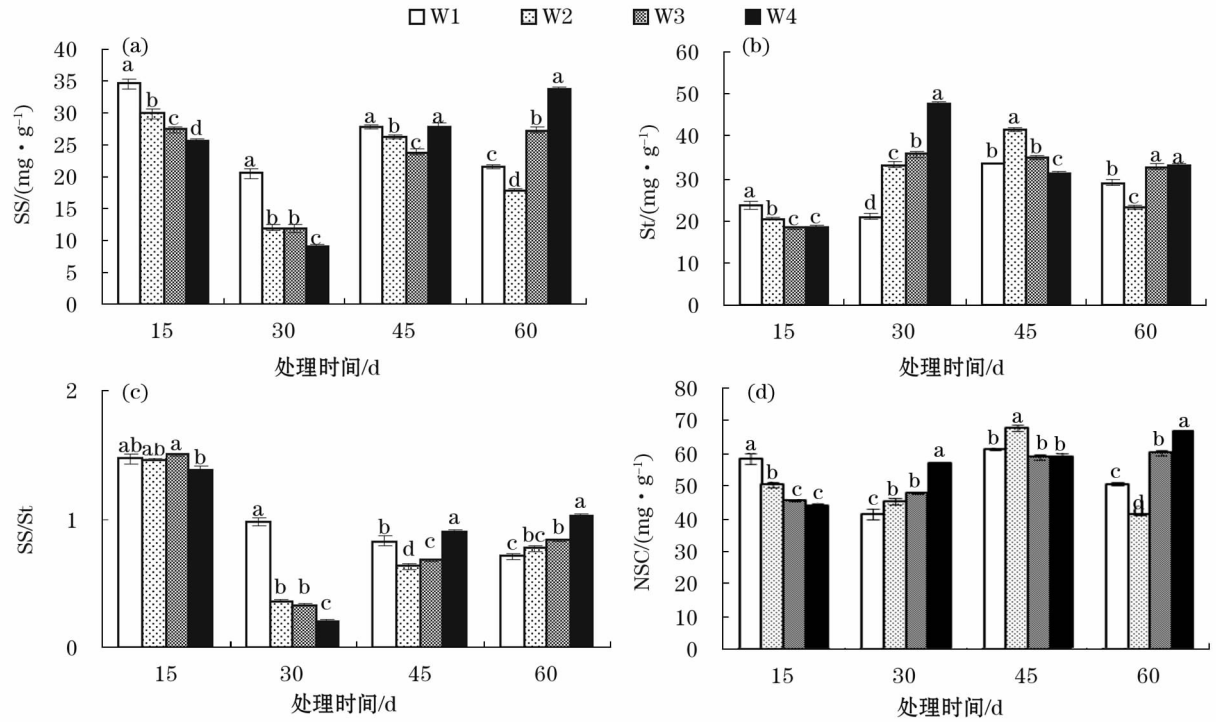 W1 W2 W3 W4
(a)
SS/(mg·g⁻¹)
40
35
30
25
20
15
10
5
0
a b c d
a b b c
a b c a
c d b a
15 30 45 60
处理时间/d
(b)
St/(mg·g⁻¹)
60
50
40
30
20
10
0
a b c c
d c b a
b a b c
b c a a
15 30 45 60
处理时间/d
(c)
SS/St
2
1
0
ab ab a b
a b b c
b d c a
c bc b a
15 30 45 60
处理时间/d
(d)
NSC/(mg·g⁻¹)
80
70
60
50
40
30
20
10
0
a b c c
c b b a
b a b b
c d b a
15 30 45 60
处理时间/d